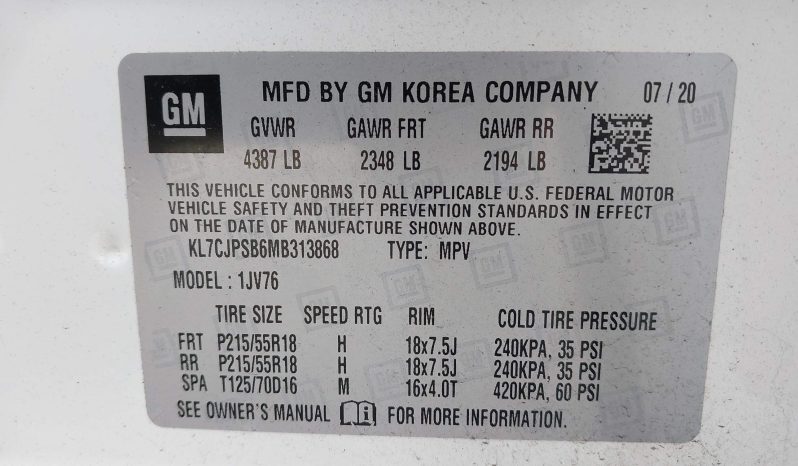 GM MFD BY GM KOREA COMPANY 07/20
GVWR GAWR FRT GAWR RR
4387 LB 2348 LB 2194 LB
THIS VEHICLE CONFORMS TO ALL APPLICABLE U.S. FEDERAL MOTOR
VEHICLE SAFETY AND THEFT PREVENTION STANDARDS IN EFFECT
ON THE DATE OF MANUFACTURE SHOWN ABOVE.
KL7CJPSB6MB313868 TYPE: MPV
MODEL : 1JV76
TIRE SIZE SPEED RTG RIM COLD TIRE PRESSURE
FRT P215/55R18 H 18x7.5J 240KPA, 35 PSI
RR P215/55R18 H 18x7.5J 240KPA, 35 PSI
SPA T125/70D16 M 16x4.0T 420KPA, 60 PSI
SEE OWNER'S MANUAL i FOR MORE INFORMATION.